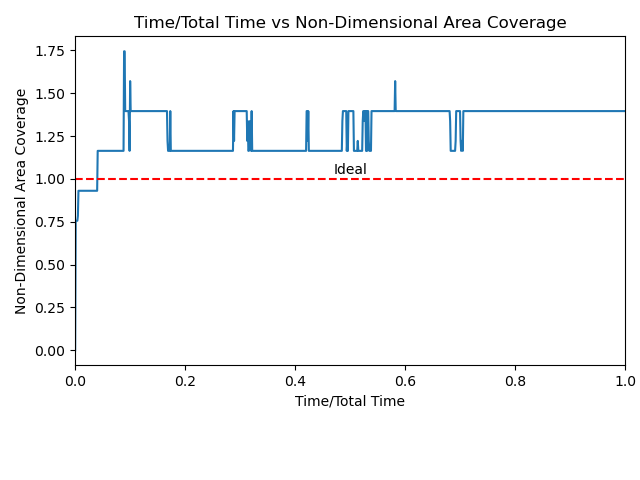 Time/Total Time vs Non-Dimensional Area Coverage
Non-Dimensional Area Coverage
1.75
1.50
1.25
1.00
0.75
0.50
0.25
0.00
Ideal
0.0 0.2 0.4 0.6 0.8 1.0
Time/Total Time